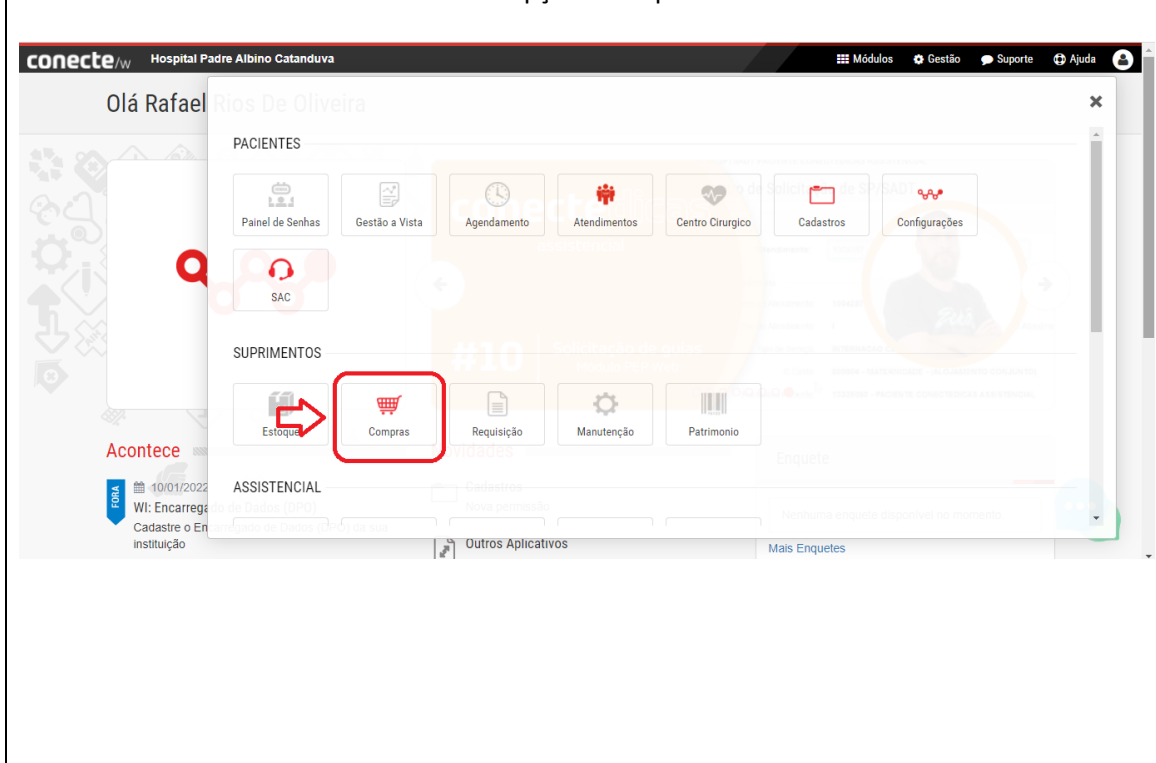 conecte/w Hospital Padre Albino Catanduva Módulos Gestão Suporte Ajuda
Olá Rafael Rios De Oliveira
PACIENTES
Painel de Senhas Gestão a Vista Agendamento Atendimentos Centro Cirurgico Cadastros Configurações
SAC
SUPRIMENTOS
#10
Estoque Compras Requisição Manutenção Patrimonio
Acontece Novidades Enquete
FORA 10/01/2022 ASSISTENCIAL Cadastros
WI: Encarregado de Dados (DPO) Nova permissão Nenhuma enquete disponível no momento
Cadastre o Encarregado de Dados (DPO) da sua
instituição Outros Aplicativos Mais Enquetes